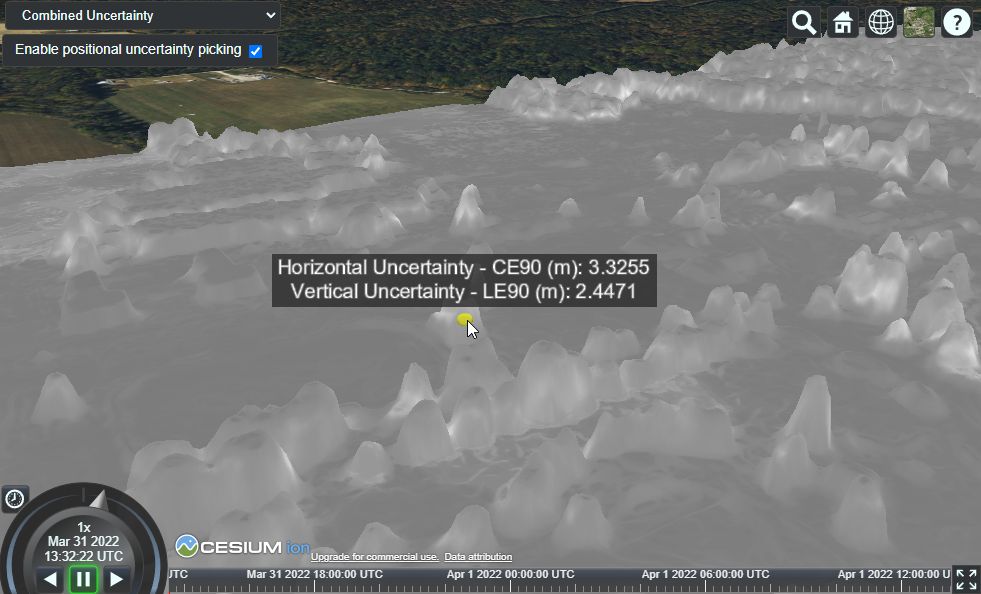 Combined Uncertainty
Enable positional uncertainty picking
?
Horizontal Uncertainty - CE90 (m): 3.3255
Vertical Uncertainty - LE90 (m): 2.4471
1x
Mar 31 2022
13:32:22 UTC
CESIUM ion
Upgrade for commercial use. Data attribution
UTC
Mar 31 2022 18:00:00 UTC
Apr 1 2022 00:00:00 UTC
Apr 1 2022 06:00:00 UTC
Apr 1 2022 12:00:00 U